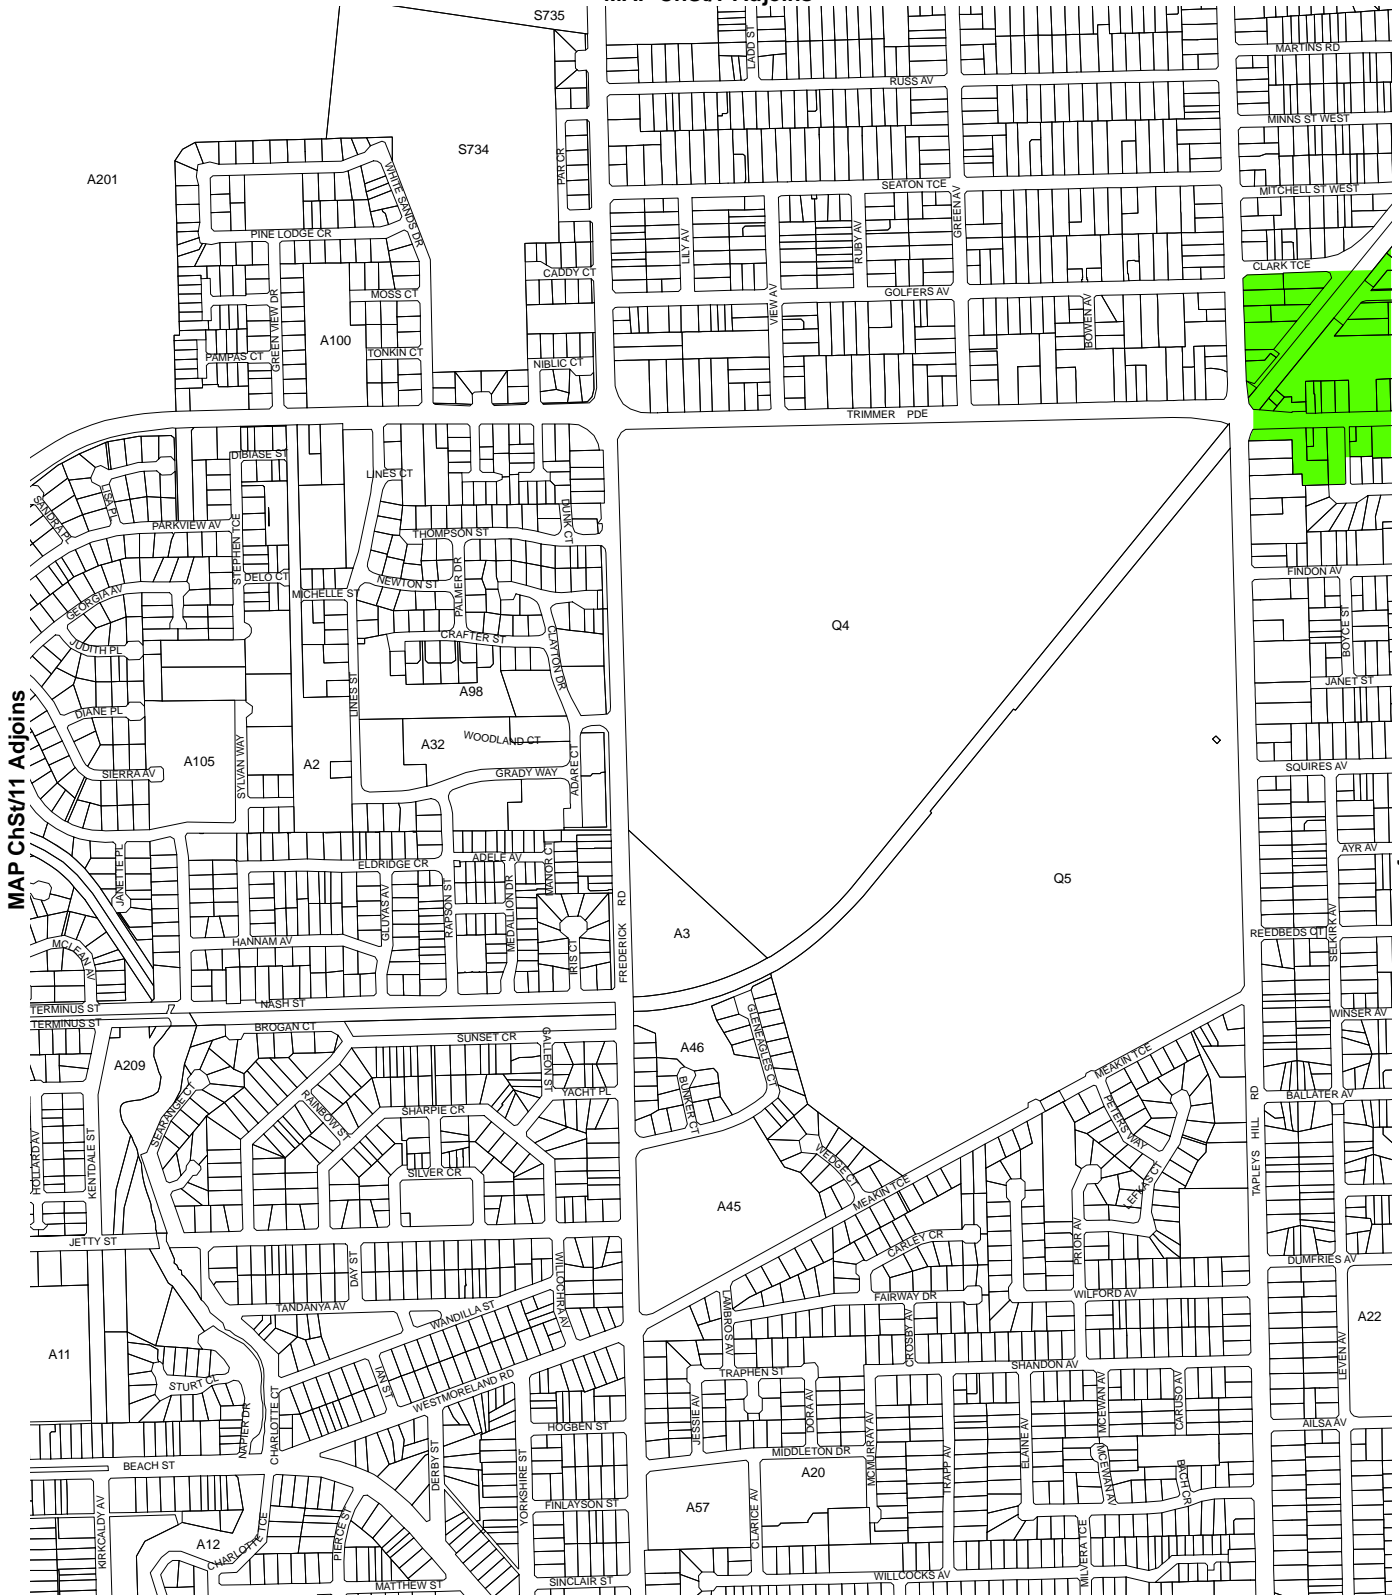 S735
LADD ST
MARTINS RD
RUSS AV
MINNS ST WEST
S734
PAR CR
A201
WHITE SANDS DR
SEATON TCE
MITCHELL ST WEST
GREEN AV
PINE LODGE CR
LILY AV
RUBY AV
CLARK TCE
CADDY CT
MOSS CT
GOLFERS AV
VIEW AV
BOWEN AV
GREEN VIEW DR
A100
PAMPAS CT
TONKIN CT
NIBLIC CT
TRIMMER PDE
DIBIASE ST
LINES CT
SANDRA PL
LISA PL
PARKVIEW AV
STEPHEN TCE
THOMPSON ST
DUNK CT
DELO CT
MICHELLE ST
NEWTON ST
PALMER DR
FINDON AV
GEORGIA AV
BOYCE ST
Q4
JUDITH PL
CRAFTER ST
CLAYTON DR
JANET ST
LINES ST
A98
DIANE PL
A32
WOODLAND CT
A105
SYLVAN WAY
A2
SIERRA AV
GRADY WAY
ADARE CT
SQUIRES AV
MAP ChSt/11 Adjoins
JANETTE PL
ELDRIDGE CR
ADELE AV
MANOR CT
AYR AV
Q5
GLUYAS AV
RAPSON ST
MEDALLION DR
FREDERICK RD
A3
REEDBEDS CT
SELKIRK AV
MCLEAN AV
HANNAM AV
IRIS CT
TERMINUS ST
NASH ST
TERMINUS ST
WINSER AV
BROGAN CT
SUNSET CR
GALLEON ST
GLENEAGLES CT
A46
MEAKIN TCE
A209
SEARANGE CT
RAINBOW ST
YACHT PL
BUNKER CT
BALLATER AV
PETERS WAY
SHARPIE CR
HOLLARD AV
KENTDALE ST
SILVER CR
WEDGE CT
TAPLEYS HILL RD
LEFKAS CT
A45
MEAKIN TCE
JETTY ST
DAY ST
WILLOCHRA AV
CARLEY CR
PRIOR AV
DUMFRIES AV
TANDANYA AV
WANDILLA ST
LAMBROS AV
FAIRWAY DR
WILFORD AV
CROSBY AV
A22
A11
STURT CL
IAN ST
WESTMORELAND RD
TRAPHEN ST
SHANDON AV
LEVEN AV
NAPIER DR
CHARLOTTE CT
JESSIE AV
DORA AV
MCMURRAY AV
MCEWAN AV
CARUSO AV
HOGBEN ST
AILSA AV
BEACH ST
DERBY ST
YORKSHIRE ST
MIDDLETON DR
TRAPP AV
ELAINE AV
MCEWAN AV
BACH CR
A20
KIRKCALDY AV
A12
CHARLOTTE TCE
PIERCE ST
FINLAYSON ST
A57
CLARICE AV
MILVERA TCE
MATTHEW ST
SINCLAIR ST
WILLCOCKS AV